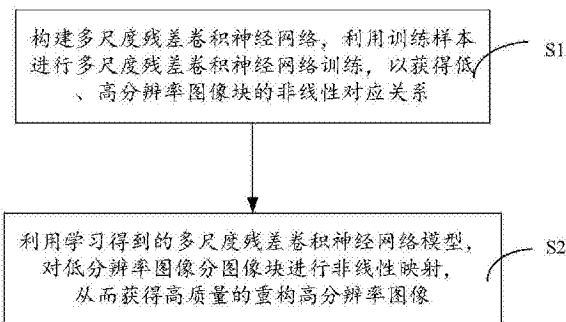 构建多尺度残差卷积神经网络，利用训练样本
进行多尺度残差卷积神经网络训练，以获得低
、高分辨率图像块的非线性对应关系
S1
利用学习得到的多尺度残差卷积神经网络模型，
对低分辨率图像分图像块进行非线性映射，
从而获得高质量的重构高分辨率图像
S2